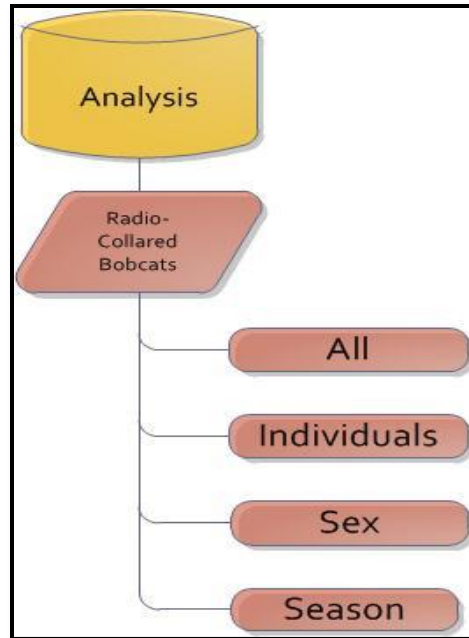 Analysis
Radio-
Collared
Bobcats
All
Individuals
Sex
Season